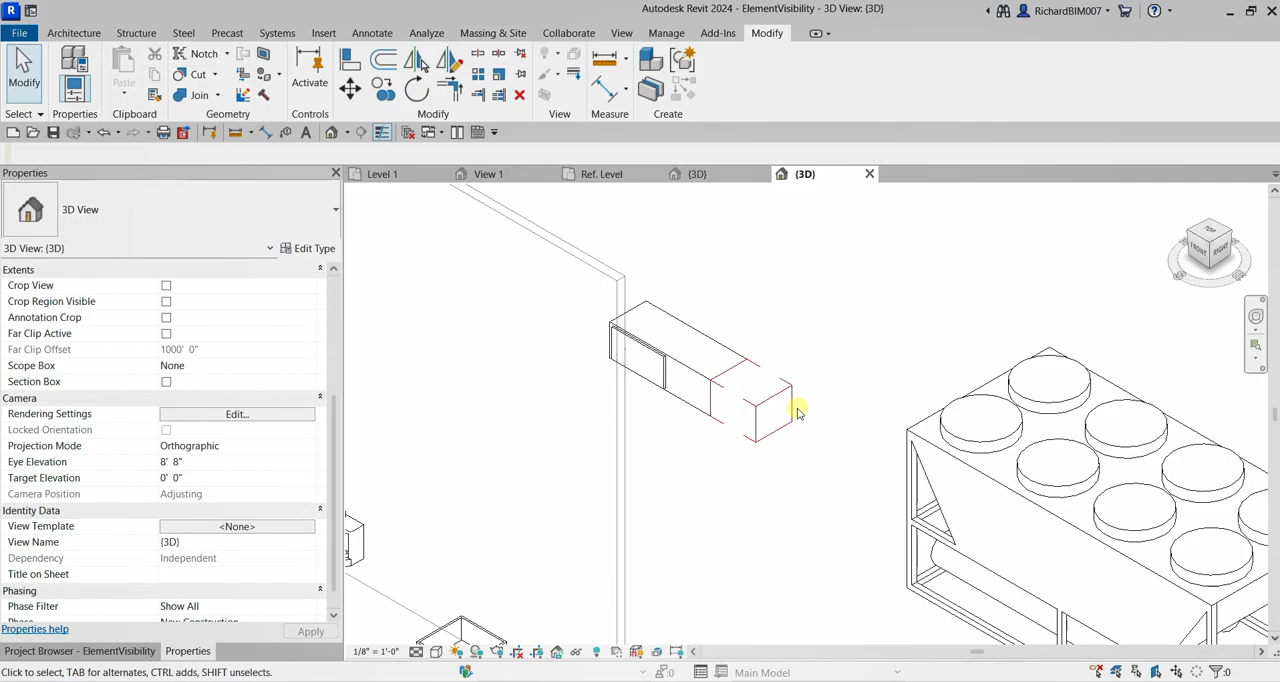 Autodesk Revit 2024 - ElementVisibility - 3D View: {3D}
RichardBIM007
File Architecture Structure Steel Precast Systems Insert Annotate Analyze Massing & Site Collaborate View Manage Add-Ins Modify
Modify Paste Notch Cut Join Activate
Select Properties Clipboard Geometry Controls Modify View Measure Create
Properties
Level 1 View 1 Ref. Level {3D} {3D}
3D View
3D View: {3D} Edit Type
Extents
Crop View
Crop Region Visible
Annotation Crop
Far Clip Active
Far Clip Offset 1000' 0"
Scope Box None
Section Box
Camera
Rendering Settings Edit...
Locked Orientation
Projection Mode Orthographic
Eye Elevation 8' 8"
Target Elevation 0' 0"
Camera Position Adjusting
Identity Data
View Template <None>
View Name {3D}
Dependency Independent
Title on Sheet
Phasing
Phase Filter Show All
Phase New Construction
Properties help Apply
Project Browser - ElementVisibility Properties
1/8" = 1'-0"
Click to select, TAB for alternates, CTRL adds, SHIFT unselects.
:0 Main Model :0
TOP
FRONT RIGHT